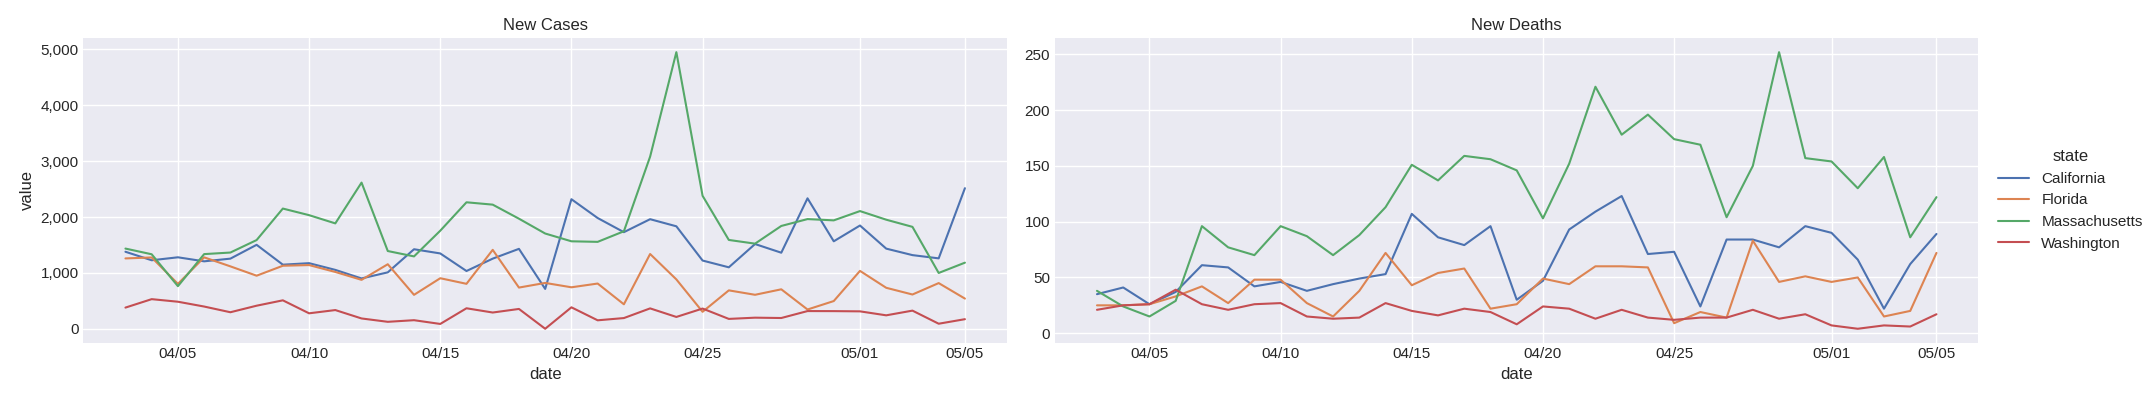 New Cases
5,000
4,000
3,000
2,000
1,000
0
value
04/05 04/10 04/15 04/20 04/25 05/01 05/05
date
New Deaths
250
200
150
100
50
0
04/05 04/10 04/15 04/20 04/25 05/01 05/05
date
state
California
Florida
Massachusetts
Washington